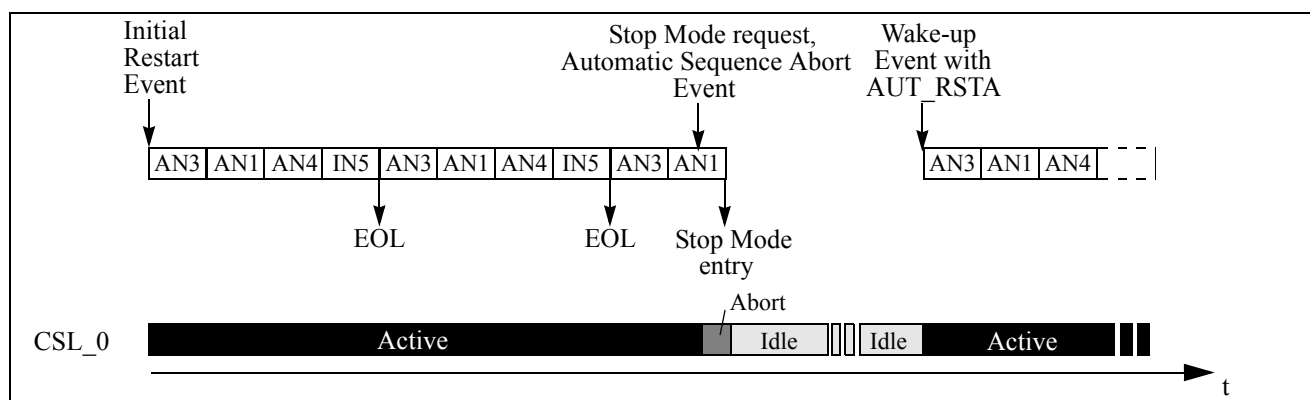 Initial
Restart
Event
Stop Mode request,
Automatic Sequence Abort
Event
Wake-up
Event with
AUT_RSTA
AN3 AN1 AN4 IN5 AN3 AN1 AN4 IN5 AN3 AN1
AN3 AN1 AN4
EOL
EOL
Stop Mode
entry
Abort
CSL_0
Active
Idle
Idle
Active
t